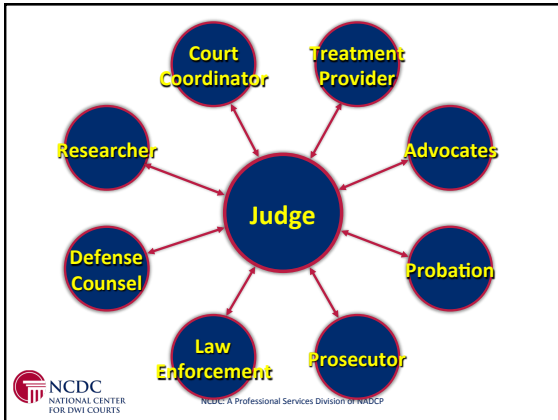 Court
Coordinator
Treatment
Provider
Researcher
Advocates
Judge
Defense
Counsel
Probation
Law
Enforcement
Prosecutor
NCDC
NATIONAL CENTER
FOR DWI COURTS
NCDC: A Professional Services Division of NADCP